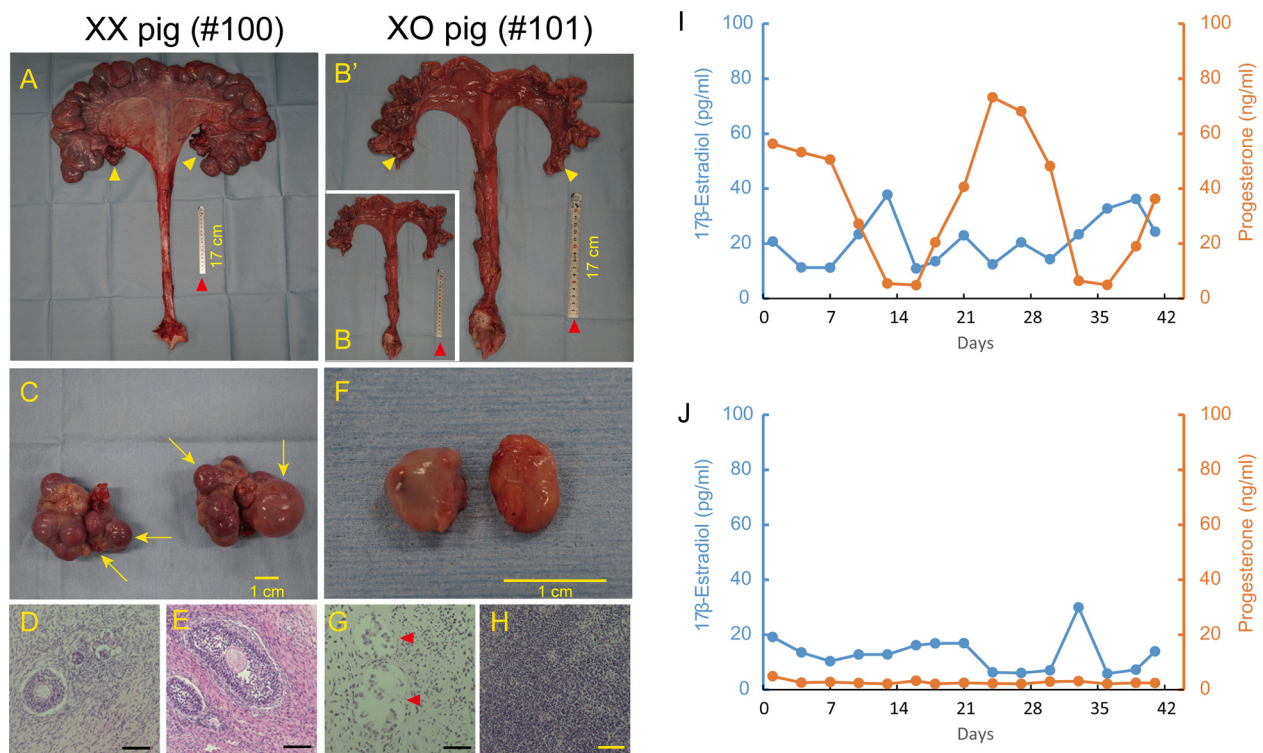 XX pig (#100)
XO pig (#101)
A
17 cm
B'
17 cm
B
C
1 cm
F
1 cm
D
E
G
H
I
17β-Estradiol (pg/ml)
100
80
60
40
20
0
Progesterone (ng/ml)
100
80
60
40
20
0
0 7 14 21 28 35 42
Days
J
17β-Estradiol (pg/ml)
100
80
60
40
20
0
Progesterone (ng/ml)
100
80
60
40
20
0
0 7 14 21 28 35 42
Days